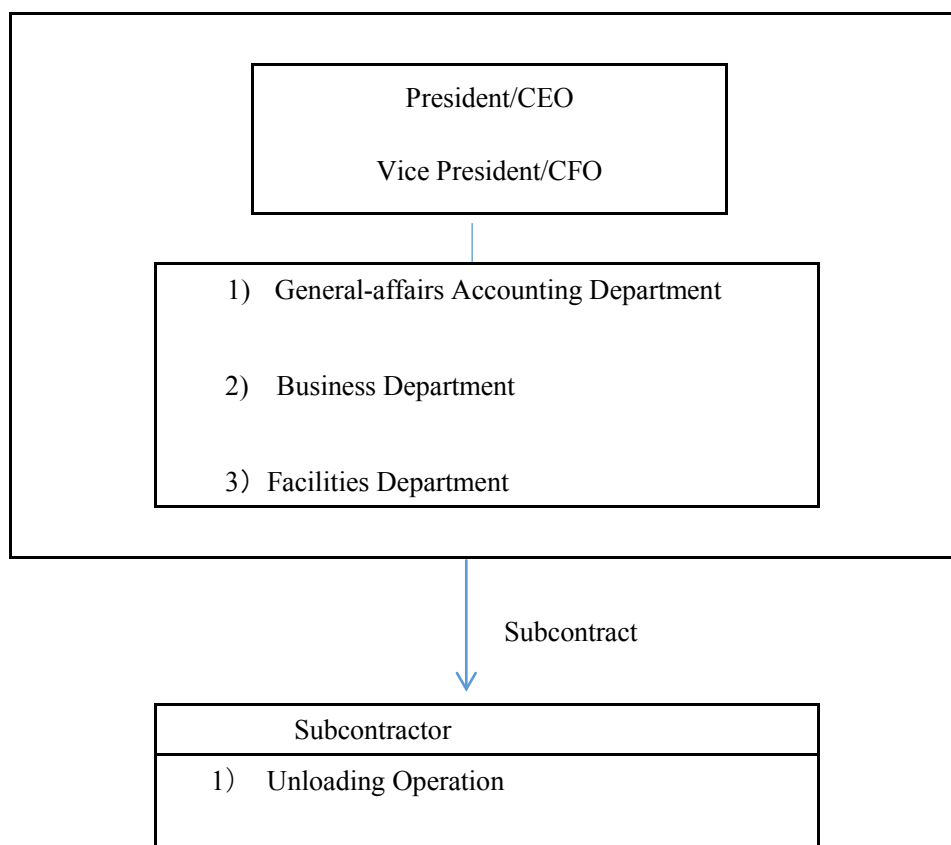 President/CEO
Vice President/CFO
1) General-affairs Accounting Department
2) Business Department
3）Facilities Department
Subcontract
Subcontractor
1） Unloading Operation